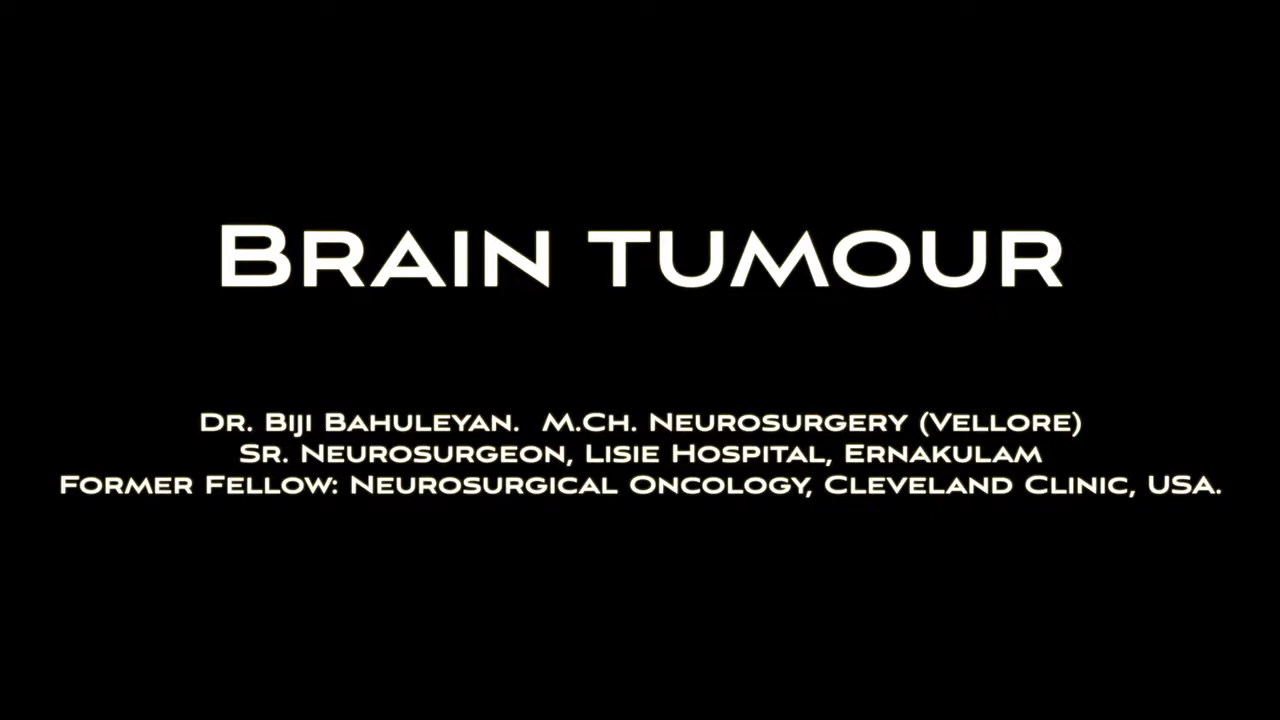 Brain tumour
Dr. Biji Bahuleyan. M.Ch. Neurosurgery (Vellore)
Sr. Neurosurgeon, Lisie Hospital, Ernakulam
Former Fellow: Neurosurgical Oncology, Cleveland Clinic, USA.